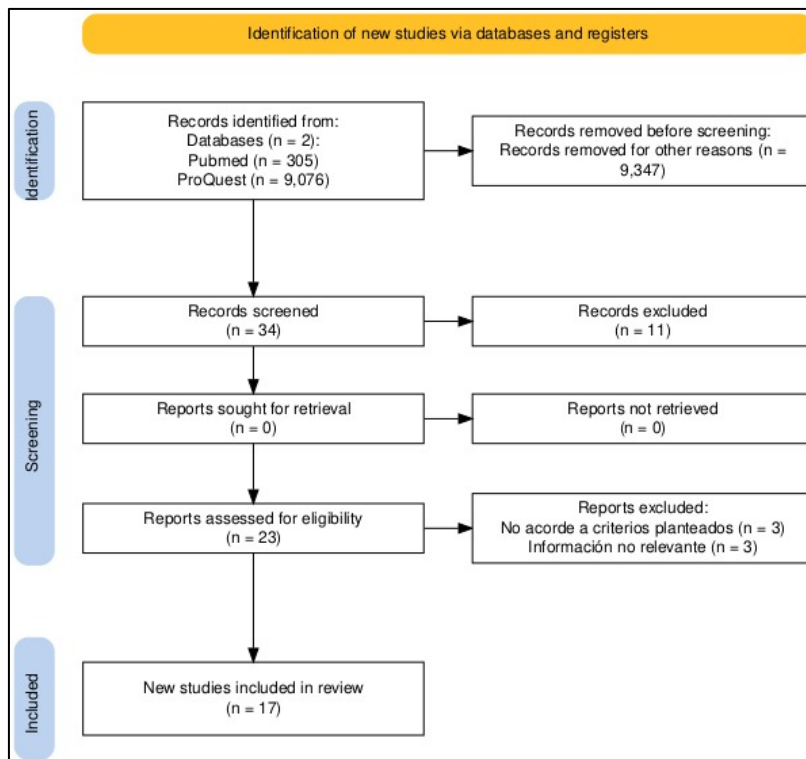 Identification of new studies via databases and registers
Identification
Records identified from:
Databases (n = 2):
Pubmed (n = 305)
ProQuest (n = 9,076)
Records removed before screening:
Records removed for other reasons (n =
9,347)
Screening
Records screened
(n = 34)
Records excluded
(n = 11)
Reports sought for retrieval
(n = 0)
Reports not retrieved
(n = 0)
Reports assessed for eligibility
(n = 23)
Reports excluded:
No acorde a criterios planteados (n = 3)
Información no relevante (n = 3)
Included
New studies included in review
(n = 17)